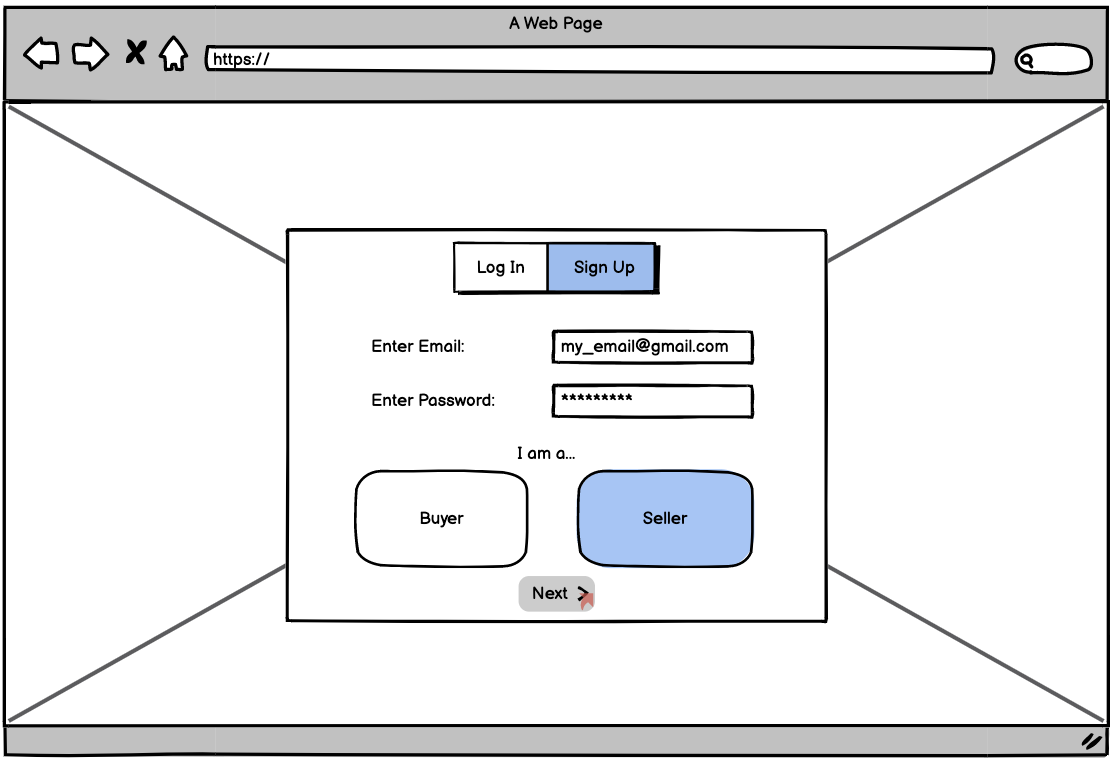 A Web Page
https://
Log In Sign Up
Enter Email: my_email@gmail.com
Enter Password: *********
I am a...
Buyer Seller
Next